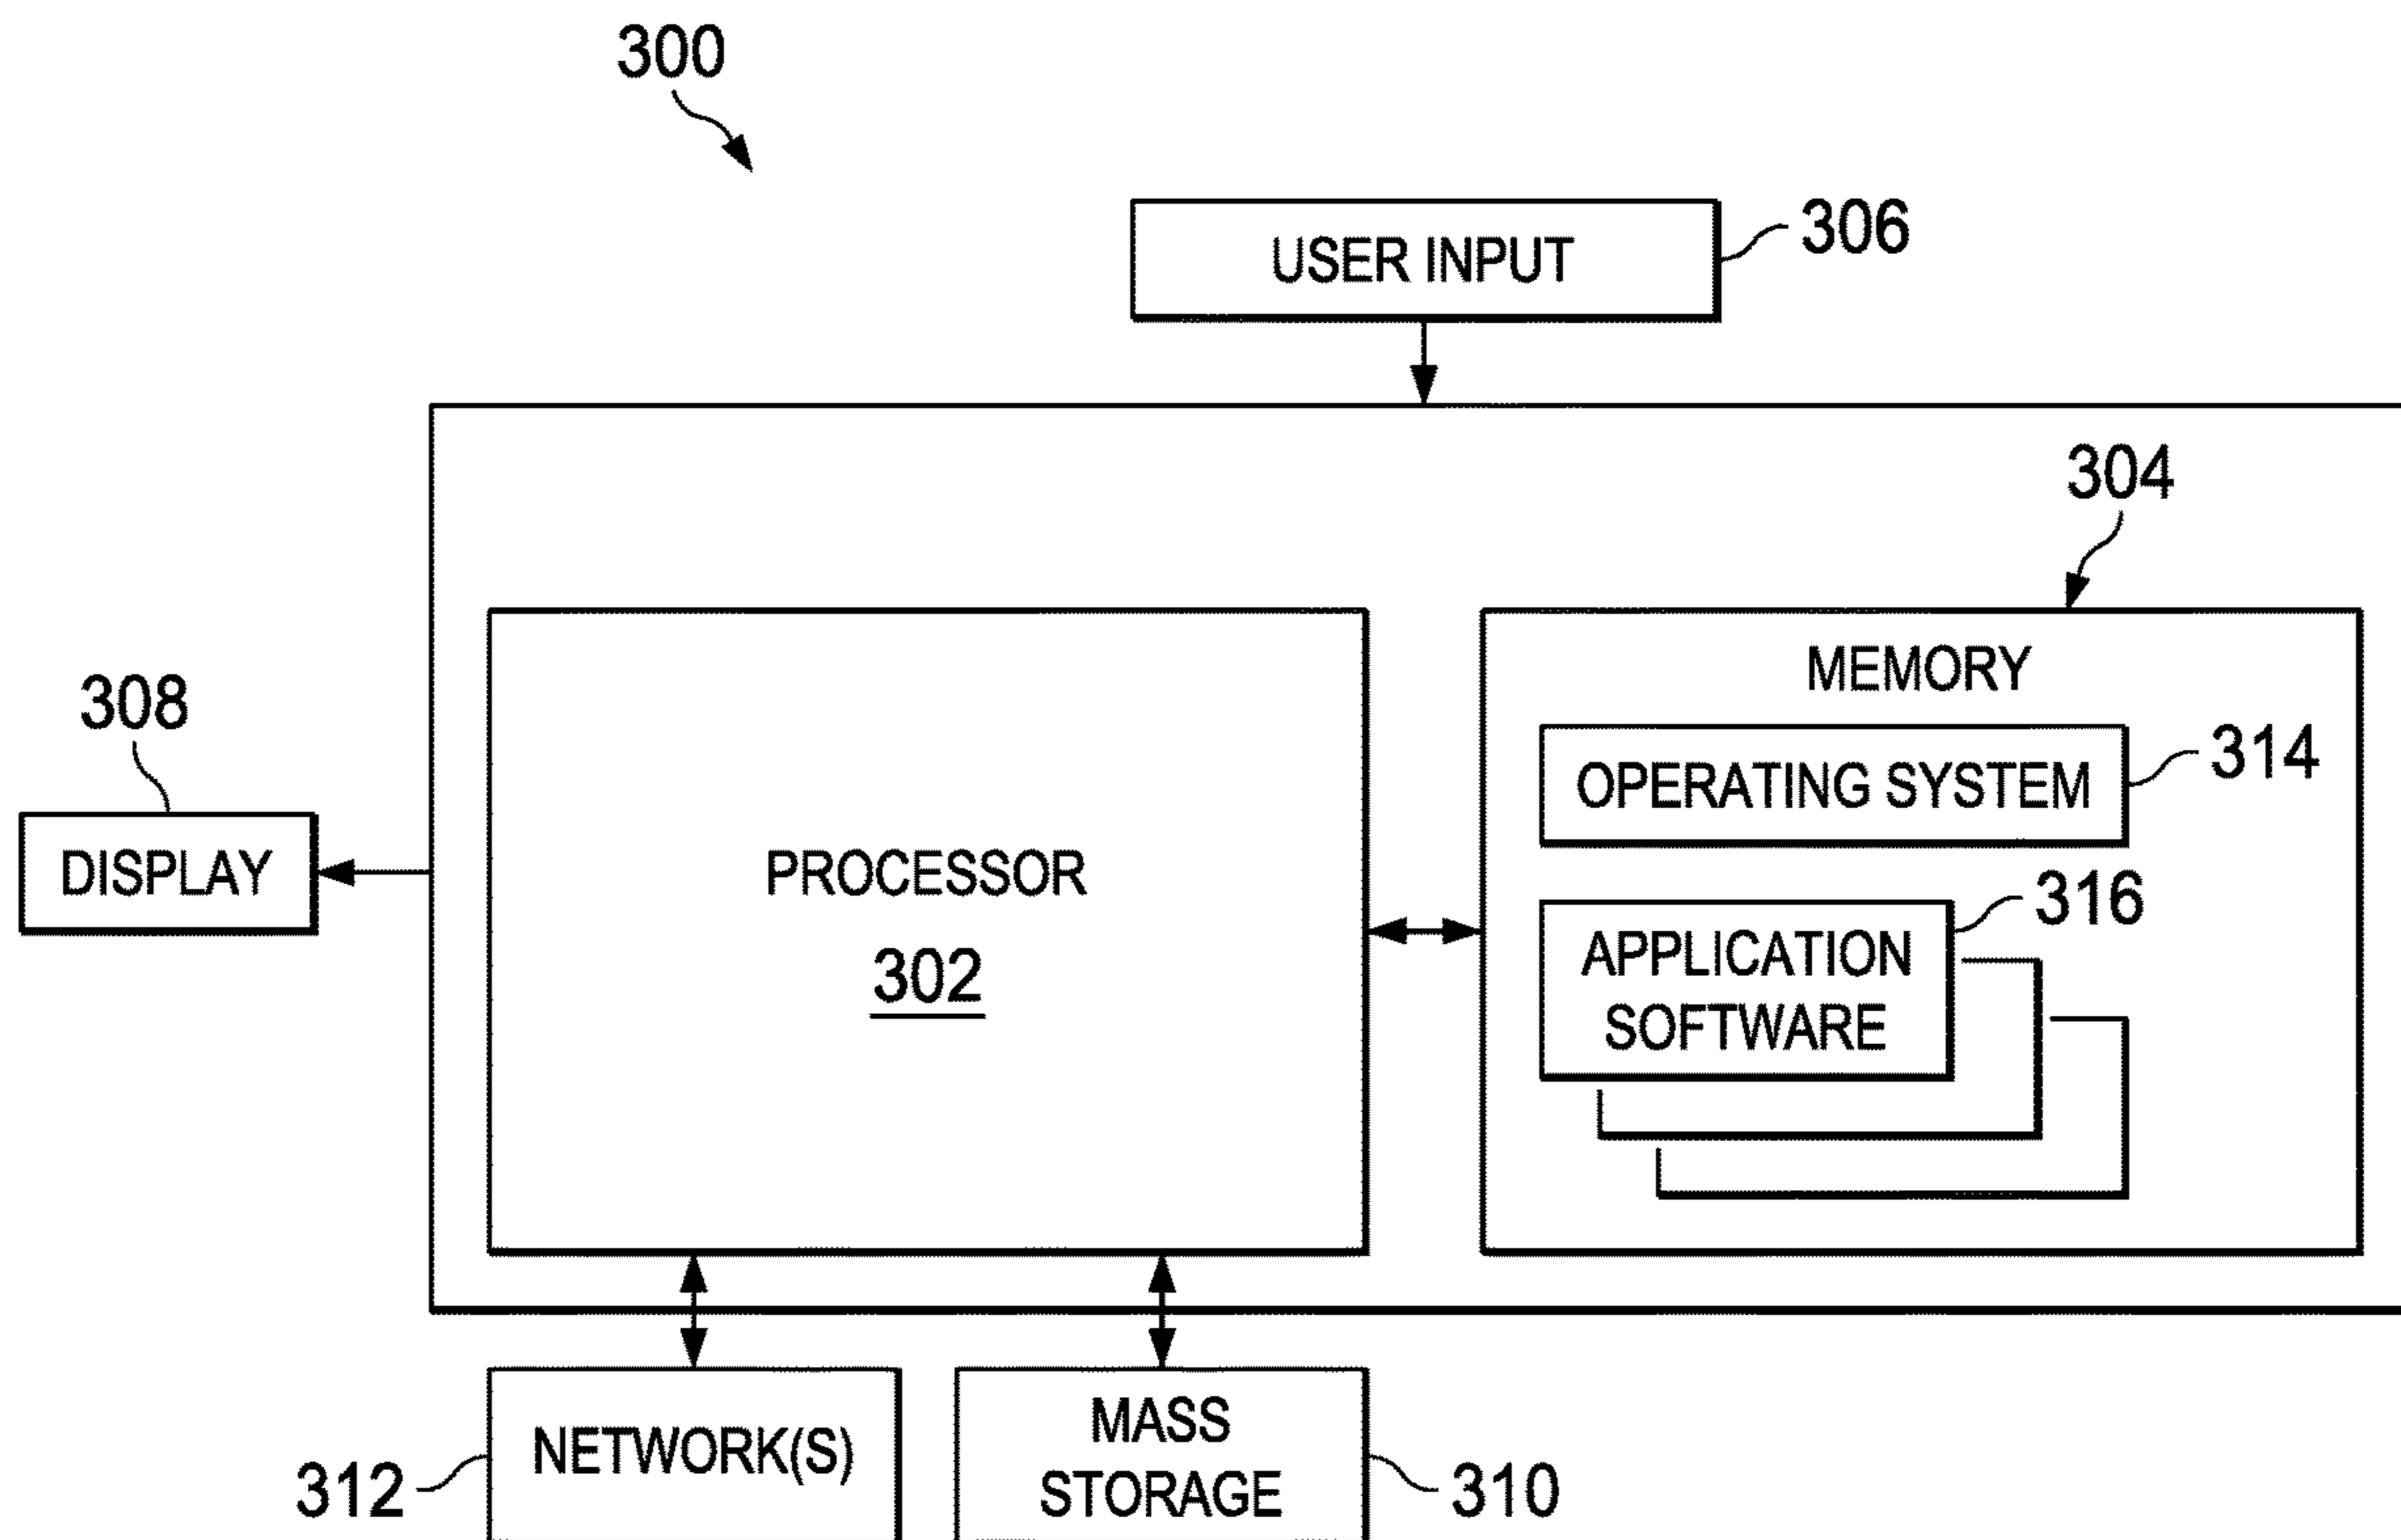 300
USER INPUT
306
304
MEMORY
308
OPERATING SYSTEM
314
DISPLAY
PROCESSOR
302
316
APPLICATION
SOFTWARE
NETWORK(S)
312
MASS
STORAGE
310